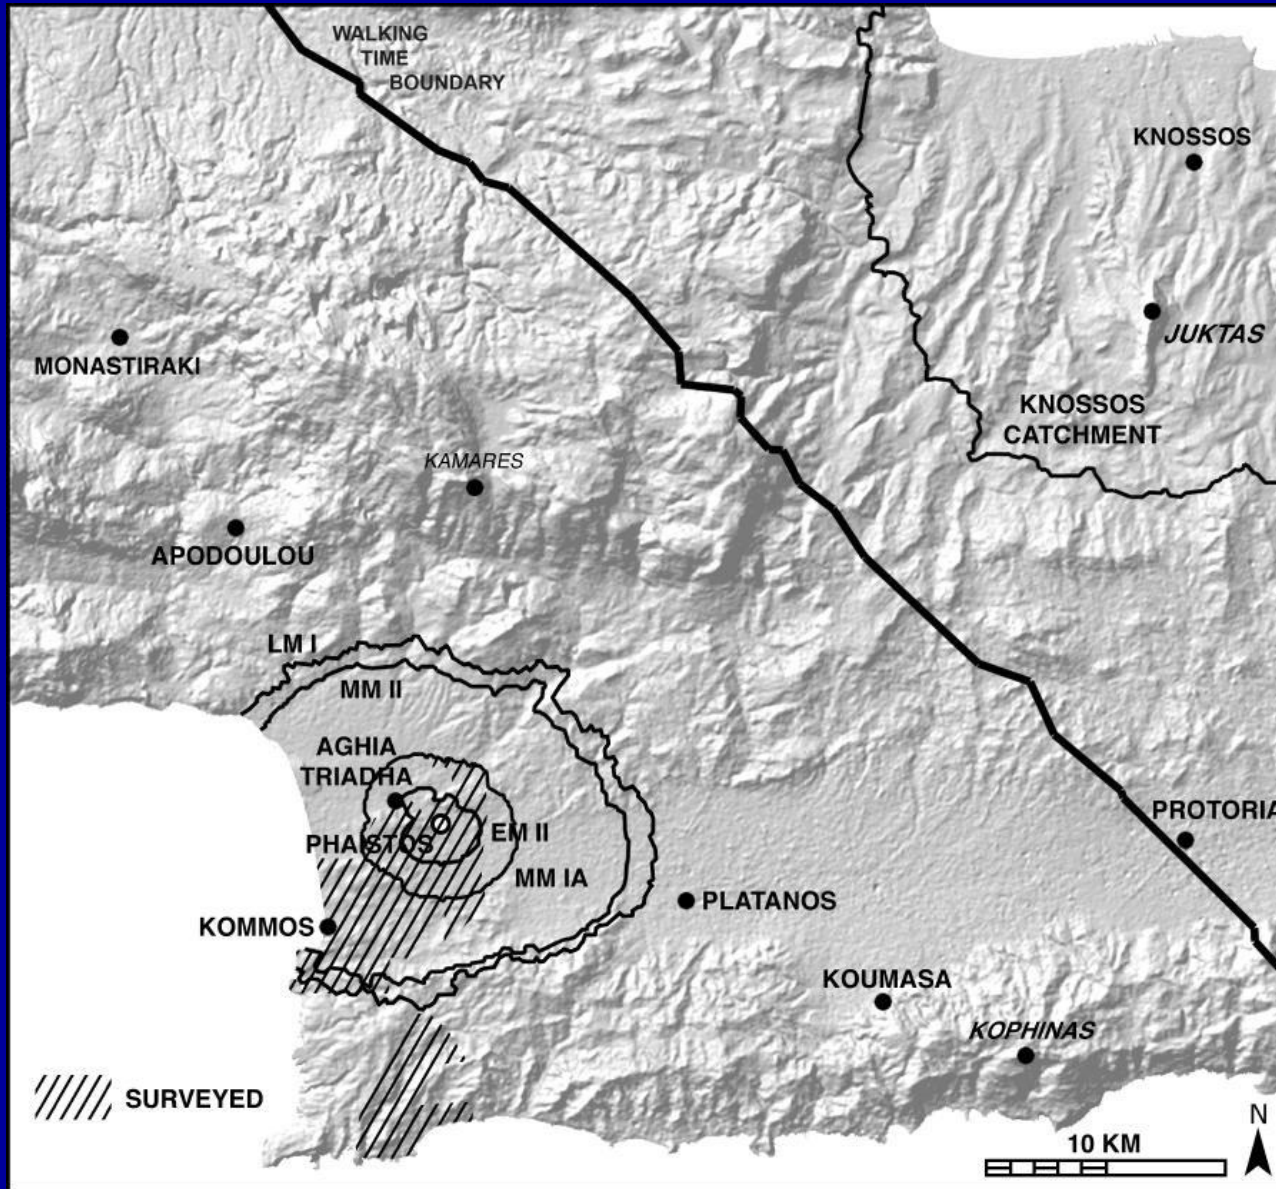 WALKING
TIME
BOUNDARY
KNOSSOS
JUKTAS
MONASTIRAKI
KNOSSOS
CATCHMENT
KAMARES
APODOULOU
LM I
MM II
AGHIA
TRIADHA
PROTORIA
EM II
PHAISTOS
MM IA
PLATANOS
KOMMOS
KOUMASA
KOPHINAS
SURVEYED
N
10 KM